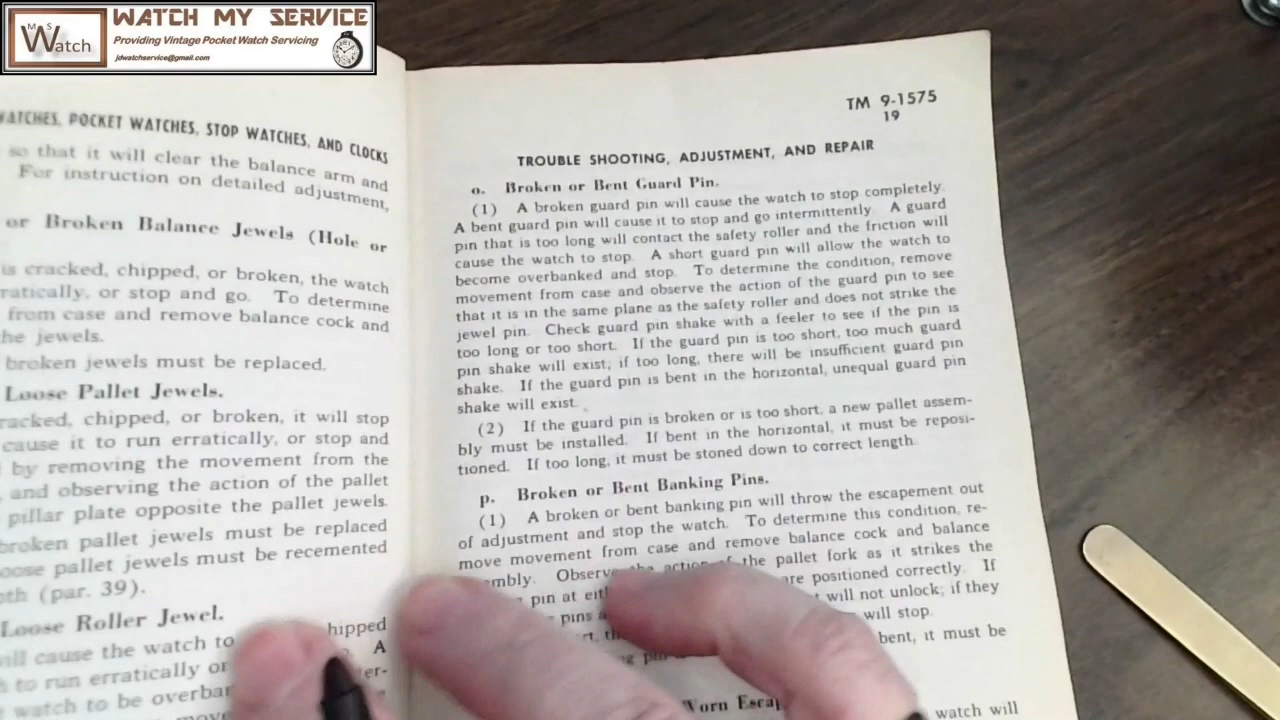 WATCH MY SERVICE
M S
Watch
Providing Vintage Pocket Watch Servicing
jdwatchservice@gmail.com
WATCHES, POCKET WATCHES, STOP WATCHES, AND CLOCKS
so that it will clear the balance arm and
For instruction on detailed adjustment,
or Broken Balance Jewels (Hole or
is cracked, chipped, or broken, the watch
or stop and go. To determine
from case and remove balance cock and
the jewels.
broken jewels must be replaced.
Loose Pallet Jewels.
cracked, chipped, or broken, it will stop
cause it to run erratically, or stop and
by removing the movement from the
and observing the action of the pallet
pillar plate opposite the pallet jewels.
broken pallet jewels must be replaced
pallet jewels must be recemented
(par. 39).
Loose Roller Jewel.
will cause the watch to chipped
to run erratically or A
watch to be
TM 9-1575
19
TROUBLE SHOOTING, ADJUSTMENT, AND REPAIR
o. Broken or Bent Guard Pin.
(1) A broken guard pin will cause the watch to stop completely.
A bent guard pin will cause it to stop and go intermittently. A guard
pin that is too long will contact the safety roller and the friction will
cause the watch to stop. A short guard pin will allow the watch to
become overbanked and stop. To determine the condition, remove
movement from case and observe the action of the guard pin to see
that it is in the same plane as the safety roller and does not strike the
jewel pin. Check guard pin shake with a feeler to see if the pin is
too long or too short. If the guard pin is too short, too much guard
pin shake will exist; if too long, there will be insufficient guard pin
shake. If the guard pin is bent in the horizontal, unequal guard pin
shake will exist.
(2) If the guard pin is broken or is too short, a new pallet assem-
bly must be installed. If bent in the horizontal, it must be reposi-
tioned. If too long, it must be stoned down to correct length.
p. Broken or Bent Banking Pins.
(1) A broken or bent banking pin will throw the escapement out
of adjustment and stop the watch. To determine this condition, re-
move movement from case and remove balance cock and balance
Observe the action of the pallet fork as it strikes the
pin at are positioned correctly. If
pins will not unlock; if they
will stop.
bent, it must be
Worn
watch will